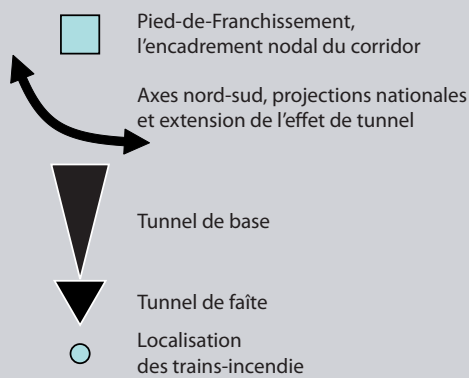 Pied-de-Franchissement,
l’encadrement nodal du corridor
Axes nord-sud, projections nationales
et extension de l’effet de tunnel
Tunnel de base
Tunnel de faîte
Localisation
des trains-incendie